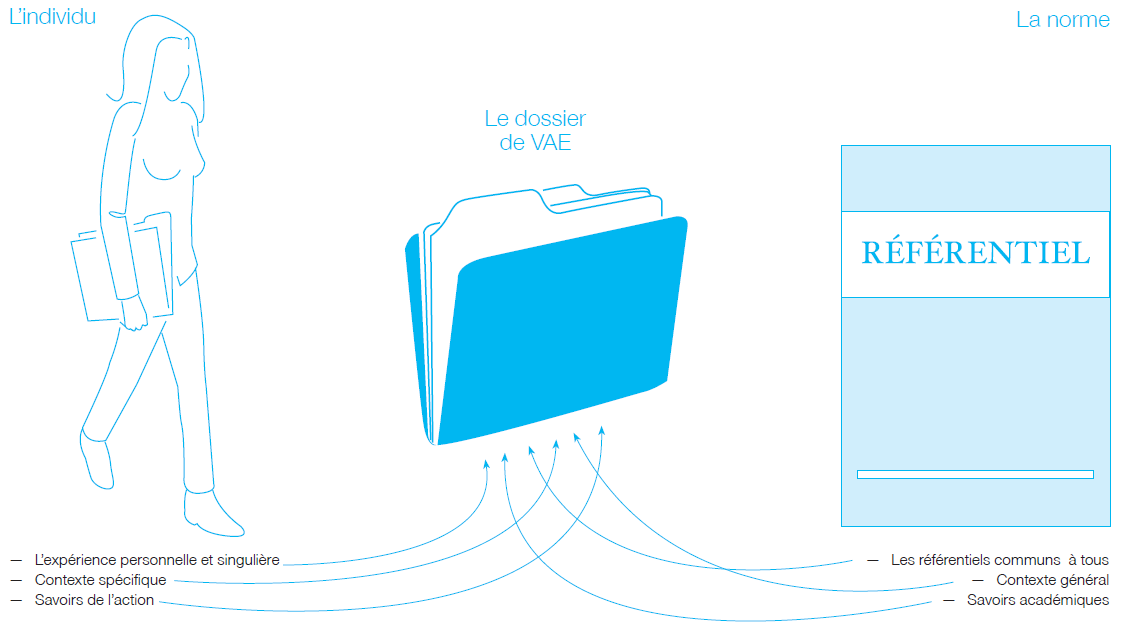 L'individu
La norme
Le dossier
de VAE
RÉFÉRENTIEL
— L'expérience personnelle et singulière
— Contexte spécifique
— Savoirs de l'action
— Les référentiels communs à tous
— Contexte général
— Savoirs académiques